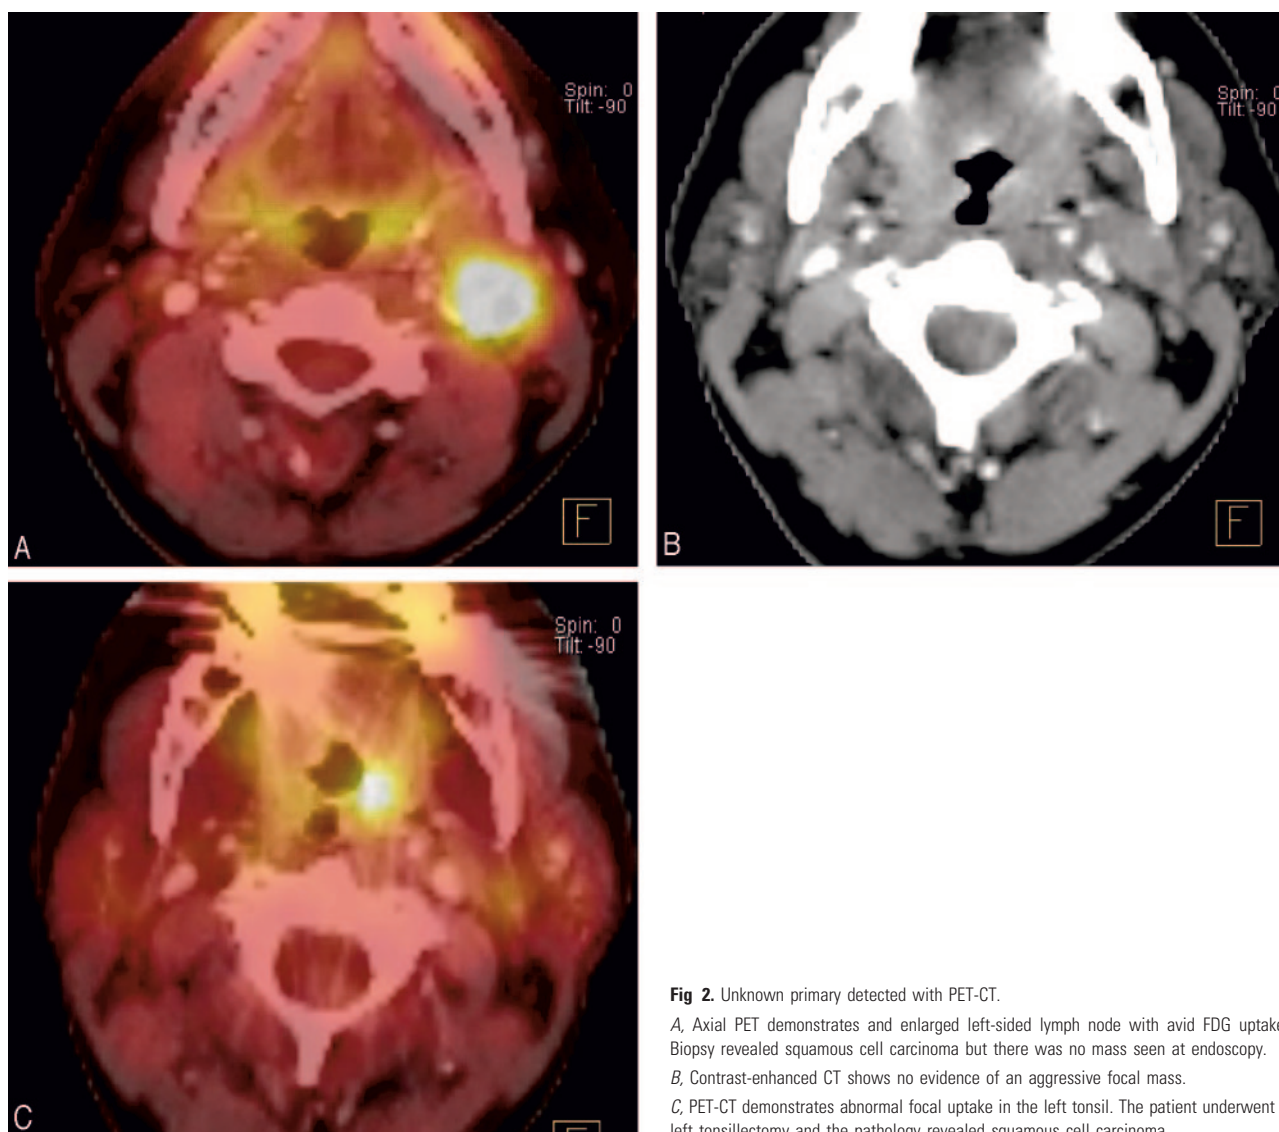 Spin: 0
Tilt: -90
F
A
Spin: 0
Tilt: -90
F
B
Spin: 0
Tilt: -90
F
C
Fig 2. Unknown primary detected with PET-CT.
A, Axial PET demonstrates and enlarged left-sided lymph node with avid FDG uptake
Biopsy revealed squamous cell carcinoma but there was no mass seen at endoscopy.
B, Contrast-enhanced CT shows no evidence of an aggressive focal mass.
C, PET-CT demonstrates abnormal focal uptake in the left tonsil. The patient underwent
left tonsillectomy and the pathology revealed squamous cell carcinoma